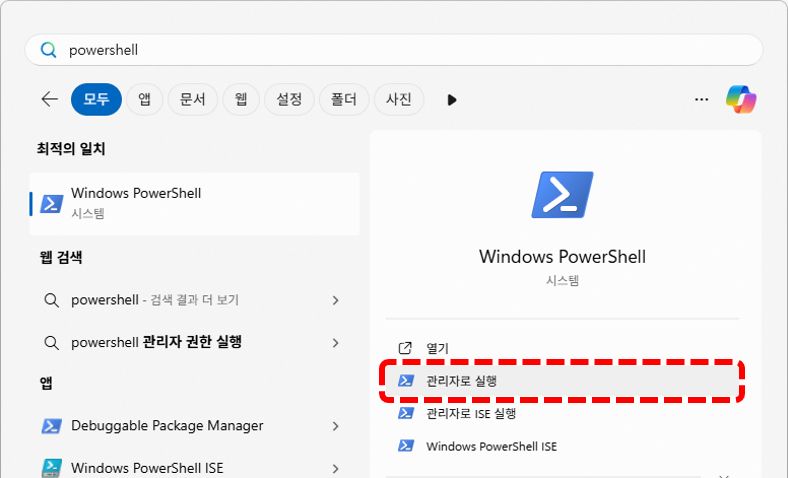 powershell
모두 앱 문서 웹 설정 폴더 사진
최적의 일치
Windows PowerShell
시스템
웹 검색
powershell - 검색 결과 더 보기
powershell 관리자 권한 실행
앱
Debuggable Package Manager
Windows PowerShell ISE
Windows PowerShell
시스템
열기
관리자로 실행
관리자로 ISE 실행
Windows PowerShell ISE